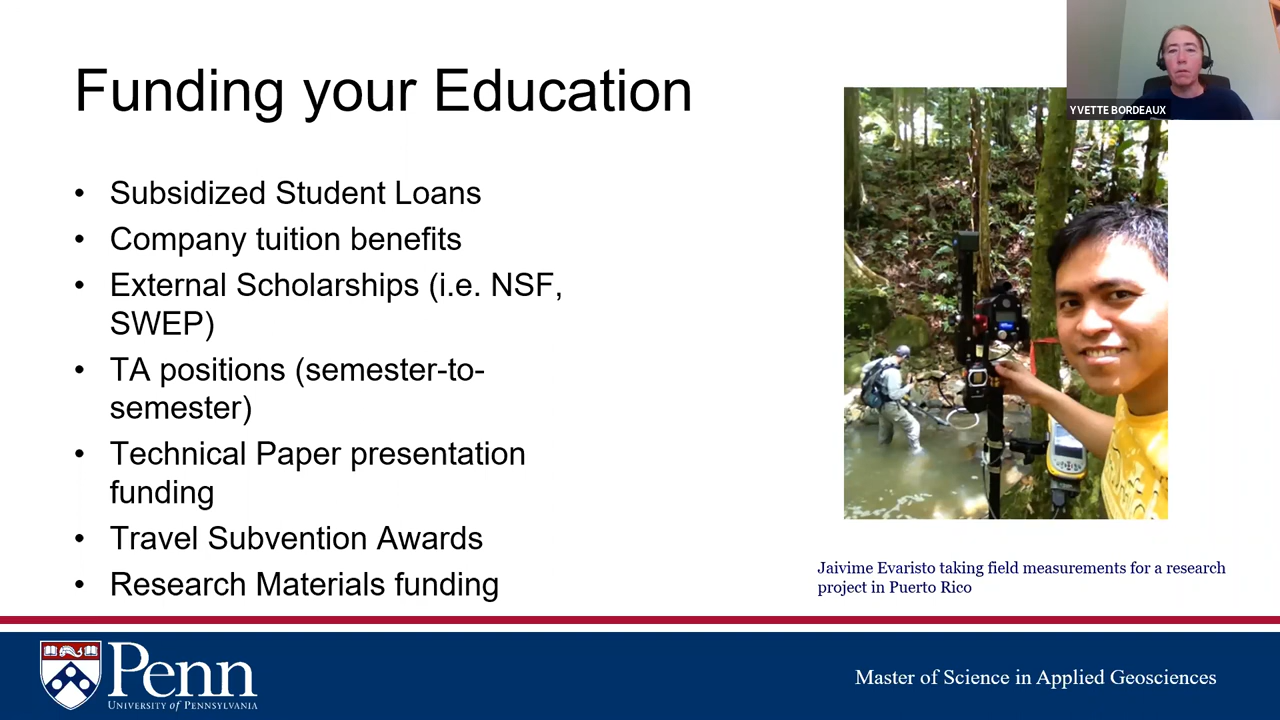 Funding your Education
YVETTE BORDEAUX
• Subsidized Student Loans
• Company tuition benefits
• External Scholarships (i.e. NSF,
SWEP)
• TA positions (semester-to-
semester)
• Technical Paper presentation
funding
• Travel Subvention Awards
• Research Materials funding
Jaivime Evaristo taking field measurements for a research
project in Puerto Rico
Penn
UNIVERSITY of PENNSYLVANIA
Master of Science in Applied Geosciences